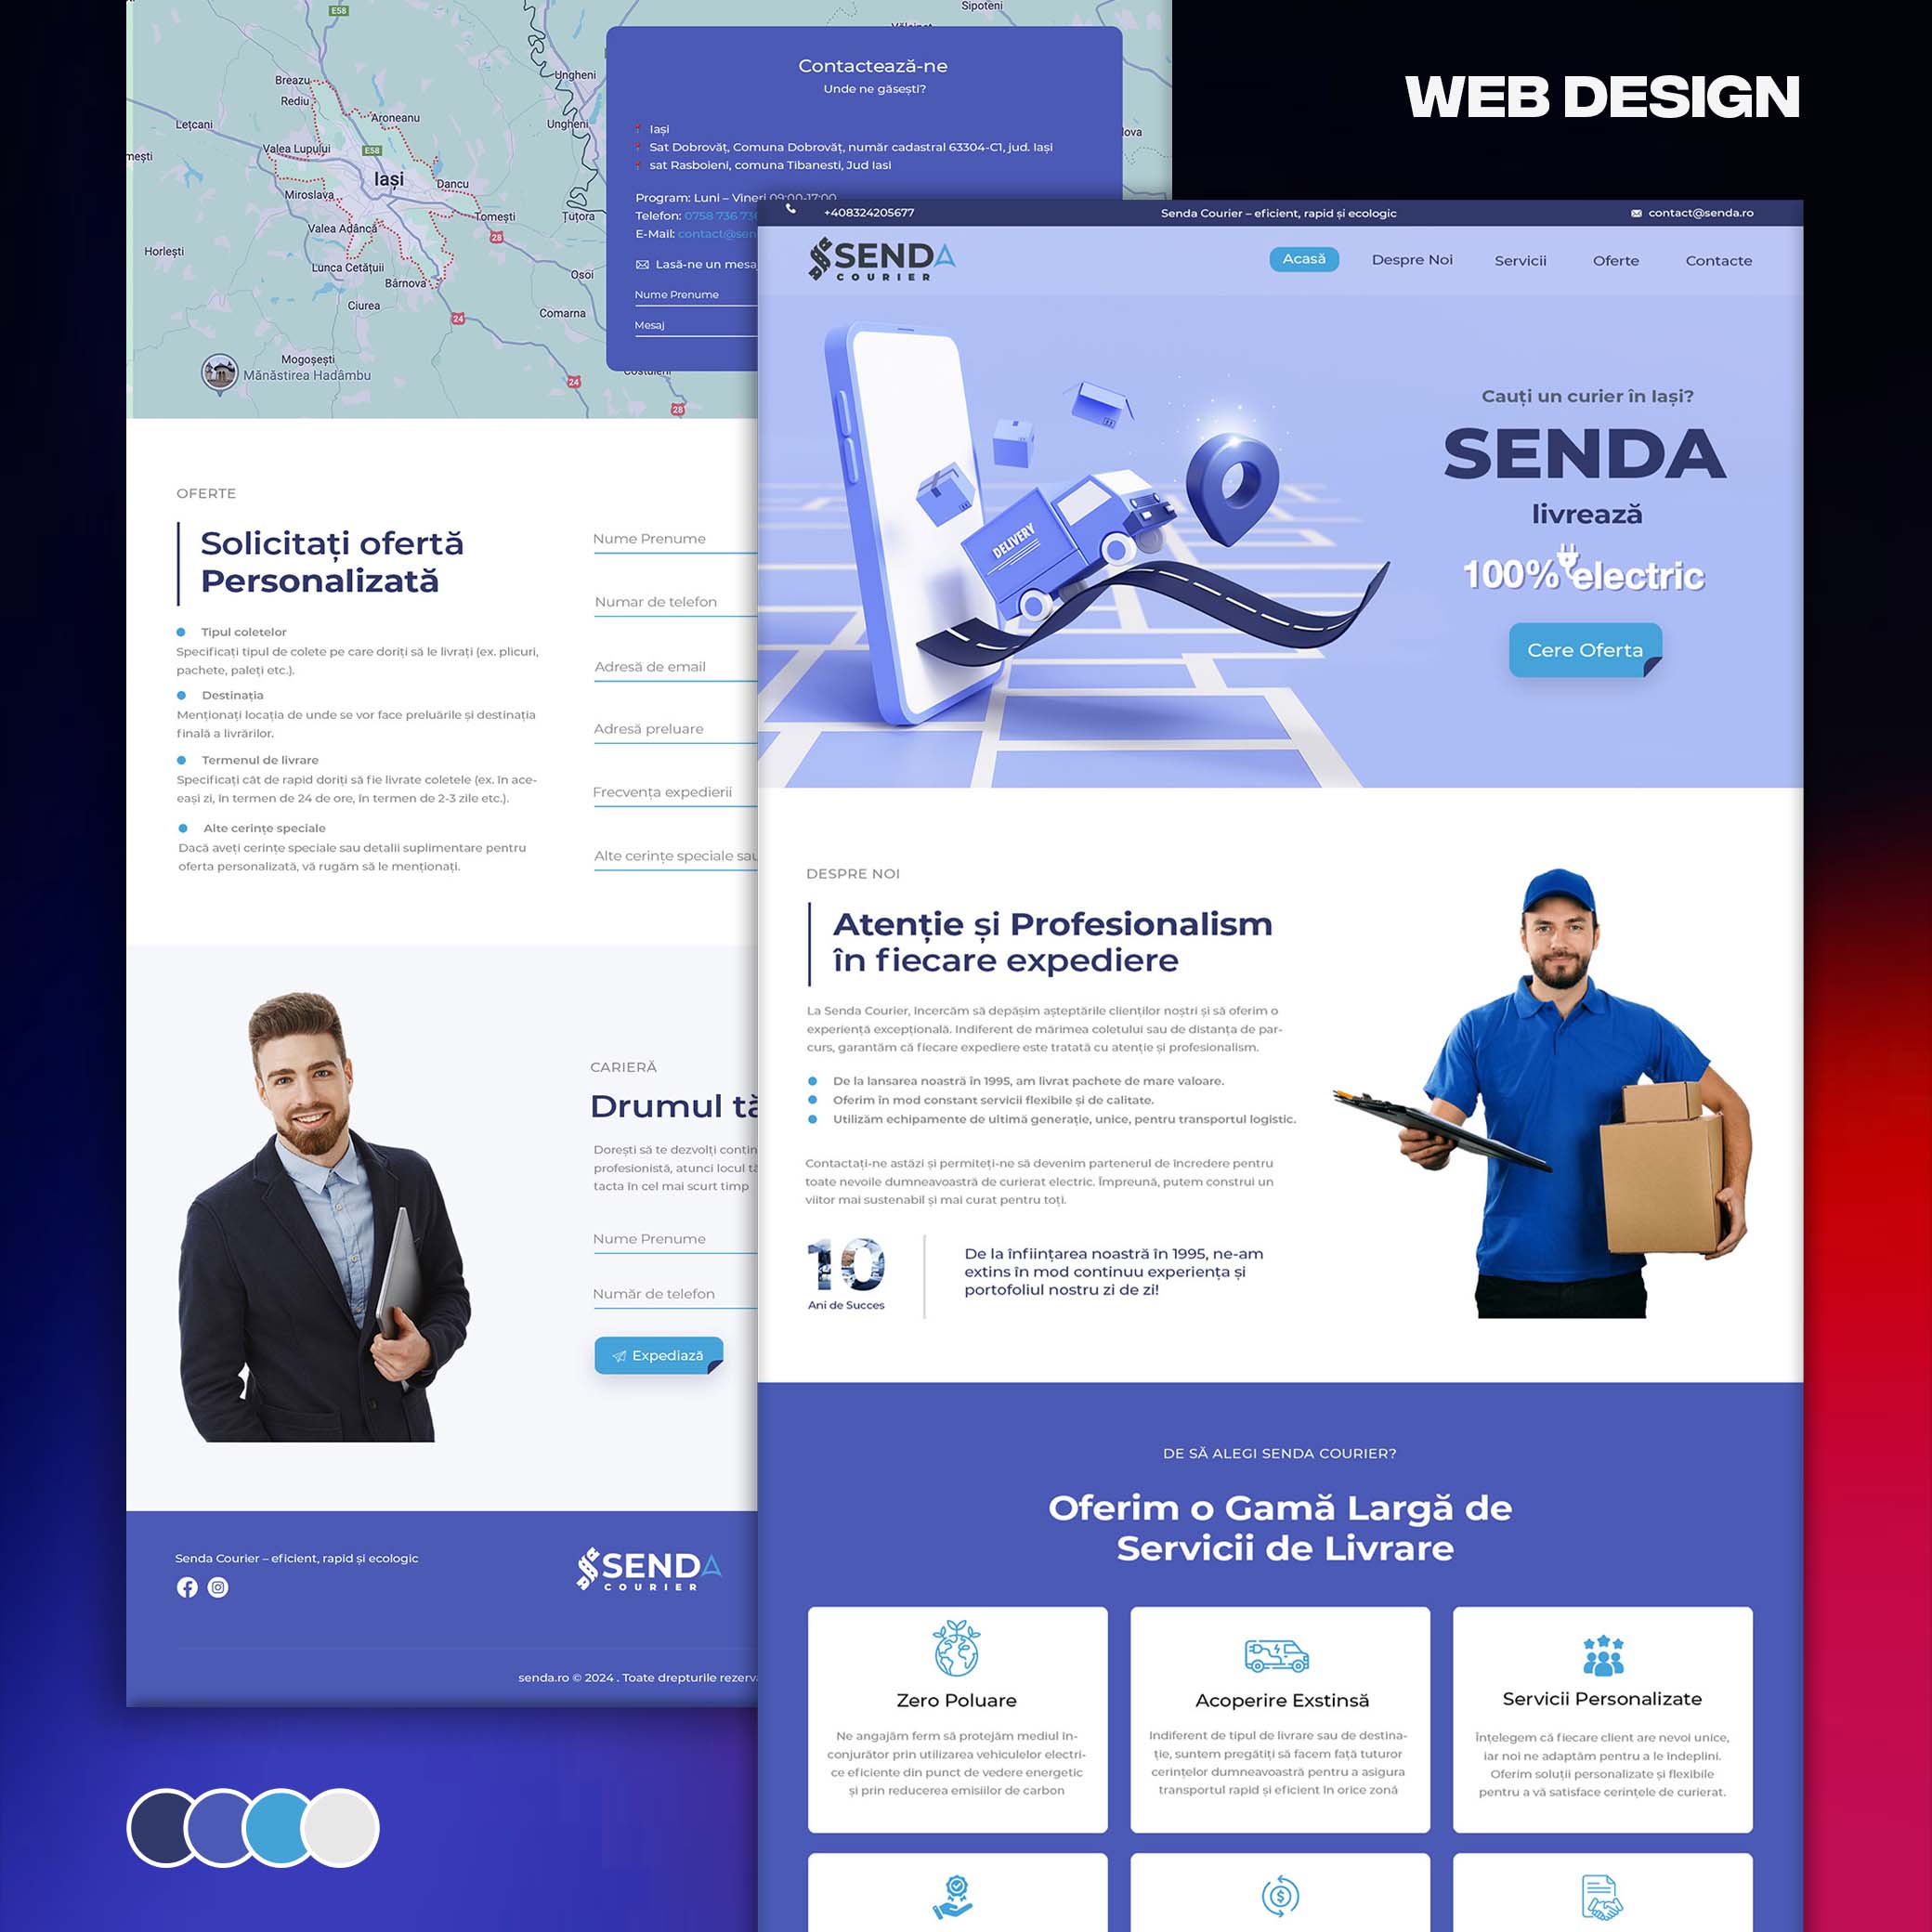 WEB DESIGN
E58
Sipoteni
Breazu
Rediu
Ungheni
Aroneanu
Lețcani
Ungheni
Valea Lupului
E58
Iași
Dancu
Miroslava
Tomești
Țuțora
Valea Adâncă
28
Horlești
Lunca Cetățuii
Osoi
Bârnova
Ciurea
24
Comarna
Mogoșești
Mănăstirea Hadâmbu
24
28
Contactează-ne
Unde ne găsești?
Iași
Sat Dobrovăț, Comuna Dobrovăț, număr cadastral 63304-C1, jud. Iași
sat Rasboieni, comuna Tibanesti, Jud Iasi
Program: Luni – Vineri 09:00-17:00
Telefon: 0758 736 736
E-Mail: contact@sen
Lasă-ne un mesaj
Nume Prenume
Mesaj
OFERTE
Solicitați ofertă
Personalizată
Tipul coletelor
Specificați tipul de colete pe care doriți să le livrați (ex. plicuri,
pachete, paleți etc.).
Destinația
Menționați locația de unde se vor face preluările și destinația
finală a livrărilor.
Termenul de livrare
Specificați cât de rapid doriți să fie livrate coletele (ex. în ace-
eași zi, în termen de 24 de ore, în termen de 2-3 zile etc.).
Alte cerințe speciale
Dacă aveți cerințe speciale sau detalii suplimentare pentru
oferta personalizată, vă rugăm să le menționați.
Nume Prenume
Numar de telefon
Adresă de email
Adresă preluare
Frecvența expedierii
Alte cerințe speciale sau
CARIERĂ
Drumul tă
Dorești să te dezvolți contin
profesionistă, atunci locul tă
tacta în cel mai scurt timp
Nume Prenume
Număr de telefon
Expediază
Senda Courier – eficient, rapid și ecologic
SENDA
COURIER
senda.ro © 2024 . Toate drepturile rezerva
+408324205677
Senda Courier – eficient, rapid și ecologic
contact@senda.ro
SENDA
COURIER
Acasă
Despre Noi
Servicii
Oferte
Contacte
DELIVERY
Cauți un curier în Iași?
SENDA
livrează
100% electric
Cere Oferta
DESPRE NOI
Atenție și Profesionalism
în fiecare expediere
La Senda Courier, încercăm să depășim așteptările clienților noștri și să oferim o
experiență excepțională. Indiferent de mărimea coletului sau de distanța de par-
curs, garantăm că fiecare expediere este tratată cu atenție și profesionalism.
De la lansarea noastră în 1995, am livrat pachete de mare valoare.
Oferim în mod constant servicii flexibile și de calitate.
Utilizăm echipamente de ultimă generație, unice, pentru transportul logistic.
Contactați-ne astăzi și permiteți-ne să devenim partenerul de încredere pentru
toate nevoile dumneavoastră de curierat electric. Împreună, putem construi un
viitor mai sustenabil și mai curat pentru toți.
10
Ani de Succes
De la înființarea noastră în 1995, ne-am
extins în mod continuu experiența și
portofoliul nostru zi de zi!
DE SĂ ALEGI SENDA COURIER?
Oferim o Gamă Largă de
Servicii de Livrare
Zero Poluare
Ne angajăm ferm să protejăm mediul în-
conjurător prin utilizarea vehiculelor electri-
ce eficiente din punct de vedere energetic
și prin reducerea emisiilor de carbon
Acoperire Exstinsă
Indiferent de tipul de livrare sau de destina-
ție, suntem pregătiți să facem față tuturor
cerințelor dumneavoastră pentru a asigura
transportul rapid și eficient în orice zonă
Servicii Personalizate
Înțelegem că fiecare client are nevoi unice,
iar noi ne adaptăm pentru a le îndeplini.
Oferim soluții personalizate și flexibile
pentru a vă satisface cerințele de curierat.